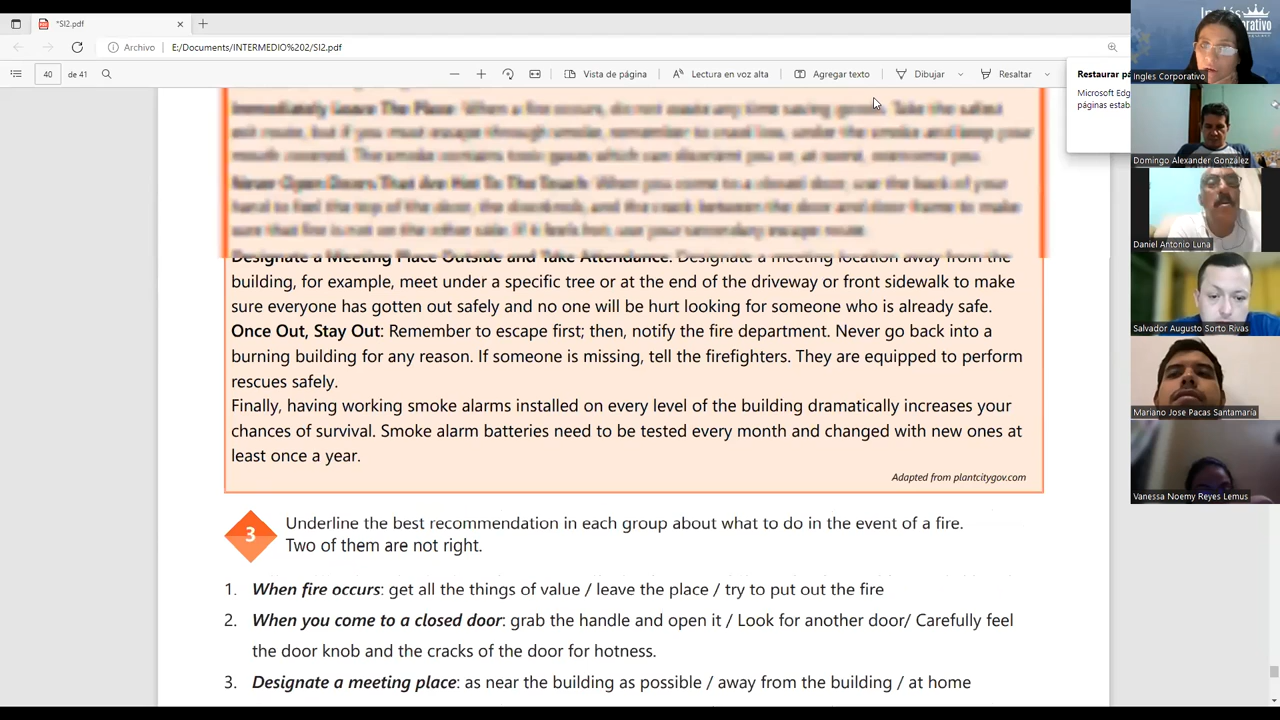 *SI2.pdf
Archivo E:/Documents/INTERMEDIO%202/SI2.pdf
40 de 41 Vista de página Lectura en voz alta Agregar texto Dibujar Resaltar
Restaurar
Microsoft Edg
páginas estab
Designate a Meeting Place Outside and Take Attendance: Designate a meeting location away from the
building, for example, meet under a specific tree or at the end of the driveway or front sidewalk to make
sure everyone has gotten out safely and no one will be hurt looking for someone who is already safe.
Once Out, Stay Out: Remember to escape first; then, notify the fire department. Never go back into a
burning building for any reason. If someone is missing, tell the firefighters. They are equipped to perform
rescues safely.
Finally, having working smoke alarms installed on every level of the building dramatically increases your
chances of survival. Smoke alarm batteries need to be tested every month and changed with new ones at
least once a year.
Adapted from plantcitygov.com
3
Underline the best recommendation in each group about what to do in the event of a fire.
Two of them are not right.
1. When fire occurs: get all the things of value / leave the place / try to put out the fire
2. When you come to a closed door: grab the handle and open it / Look for another door/ Carefully feel
the door knob and the cracks of the door for hotness.
3. Designate a meeting place: as near the building as possible / away from the building / at home
Ingles Corporativo
Domingo Alexander González
Daniel Antonio Luna
Salvador Augusto Sorto Rivas
Mariano Jose Pacas Santamaría
Vanessa Noemy Reyes Lemus